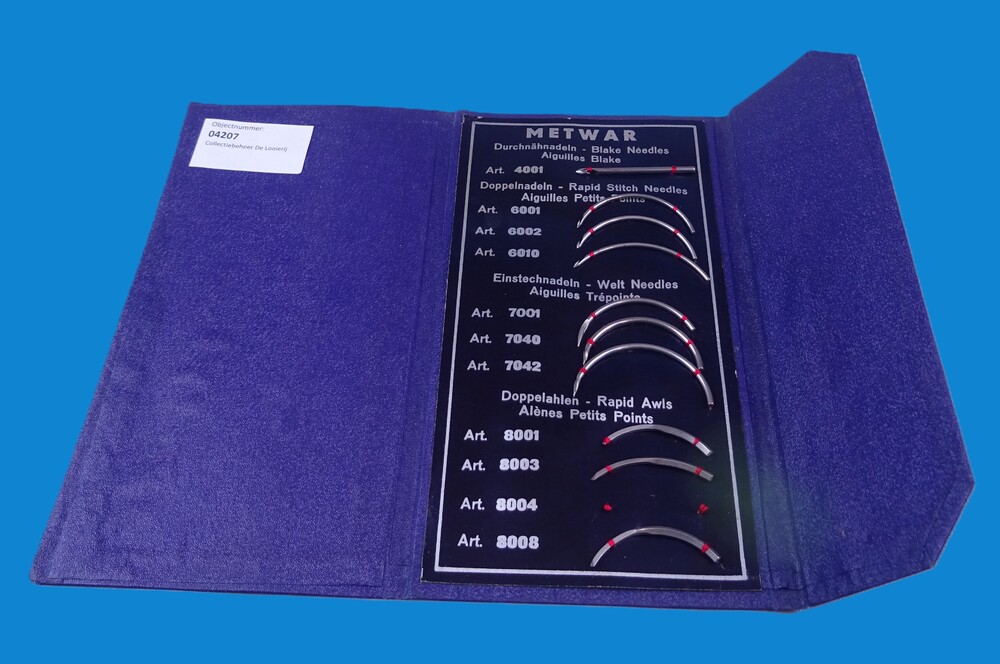 Objectnummer:
04207
Collectiebeheer De Looierij
METWAR
Durchnähnadeln - Blake Needles
Aiguilles Blake
Art. 4001
Doppelnadeln - Rapid Stitch Needles
Aiguilles Petits Points
Art. 6001
Art. 6002
Art. 6010
Einstechnadeln - Welt Needles
Aiguilles Trépointe
Art. 7001
Art. 7040
Art. 7042
Doppelahlen - Rapid Awls
Alènes Petits Points
Art. 8001
Art. 8003
Art. 8004
Art. 8008